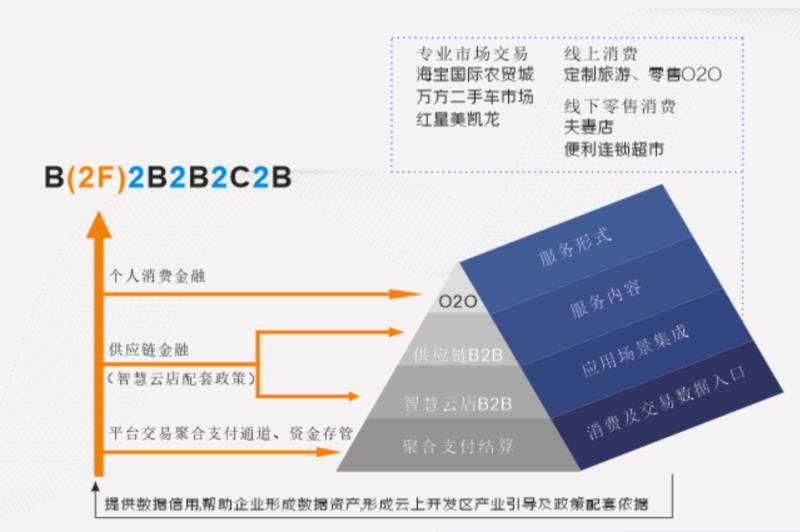 专业市场交易
海宝国际农贸城
万方二手车市场
红星美凯龙
线上消费
定制旅游、零售O2O
线下零售消费
夫妻店
便利连锁超市
B(2F)2B2B2C2B
个人消费金融
供应链金融
(智慧云店配套政策)
平台交易聚合支付通道、资金存管
O2O
供应链B2B
智慧云店B2B
聚合支付结算
服务形式
服务内容
应用场景集成
消费及交易数据入口
提供数据信用,帮助企业形成数据资产,形成云上开发区产业引导及政策配套依据